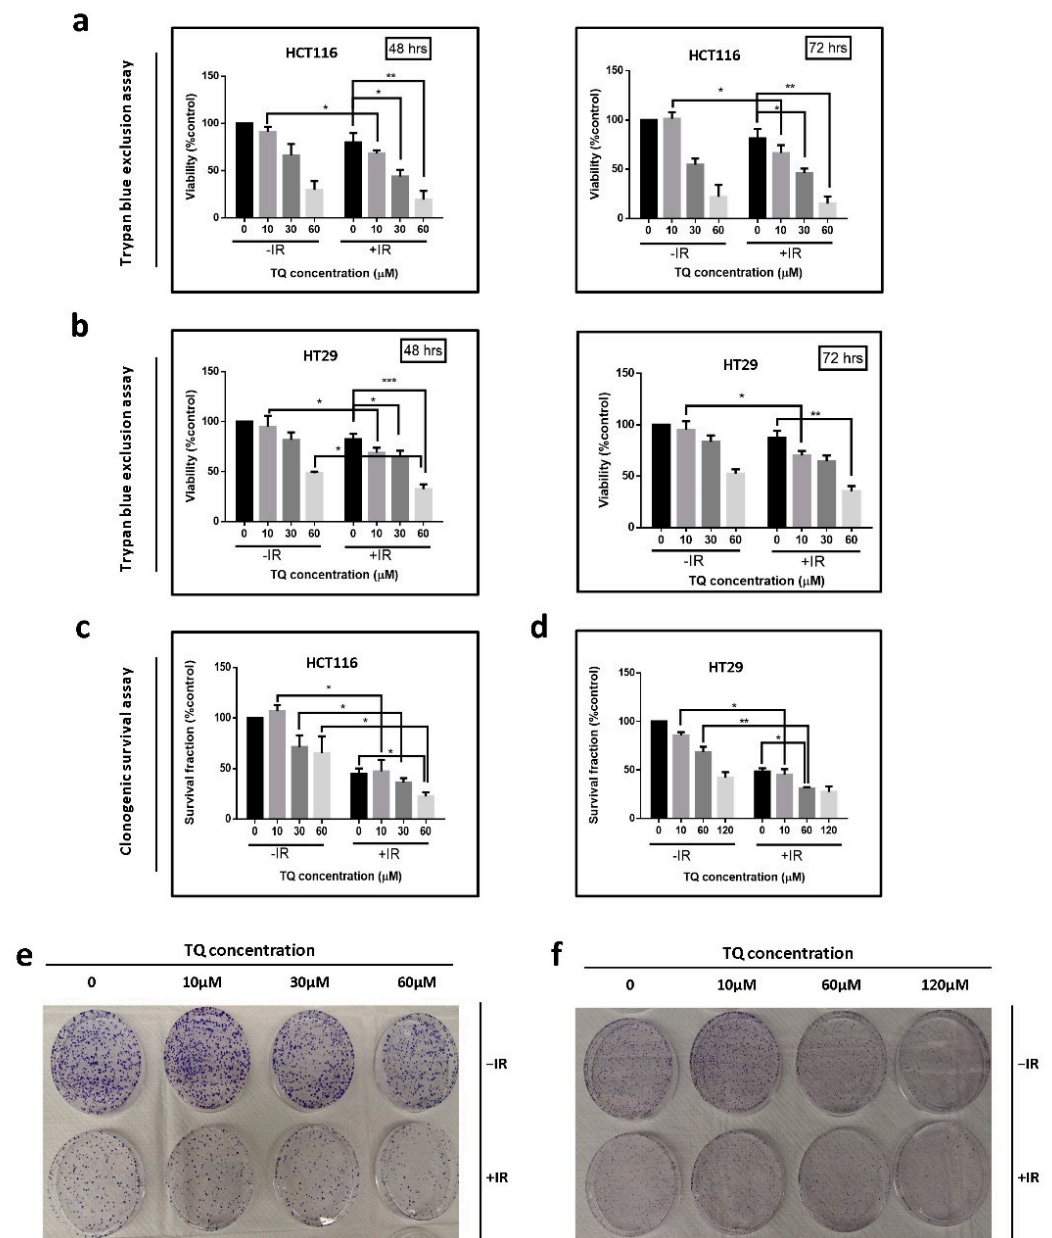 a
Trypan blue exclusion assay
HCT116
48 hrs
Viability (%control)
150
100
50
0
**
*
*
0 10 30 60 0 10 30 60
-IR +IR
TQ concentration (µM)
HCT116
72 hrs
Viability (%control)
150
100
50
0
**
*
*
0 10 30 60 0 10 30 60
-IR +IR
TQ concentration (µM)
b
Trypan blue exclusion assay
HT29
48 hrs
Viability (%control)
150
100
50
0
***
*
*
*
0 10 30 60 0 10 30 60
-IR +IR
TQ concentration (µM)
HT29
72 hrs
Viability (%control)
150
100
50
0
*
**
0 10 30 60 0 10 30 60
-IR +IR
TQ concentration (µM)
c
Clonogenic survival assay
HCT116
Survival fraction (%control)
150
100
50
0
*
*
*
*
0 10 30 60 0 10 30 60
-IR +IR
TQ concentration (µM)
d
HT29
Survival fraction (%control)
150
100
50
0
*
**
*
0 10 60 120 0 10 60 120
-IR +IR
TQ concentration (µM)
e
TQ concentration
0 10µM 30µM 60µM
–IR
+IR
f
TQ concentration
0 10µM 60µM 120µM
–IR
+IR